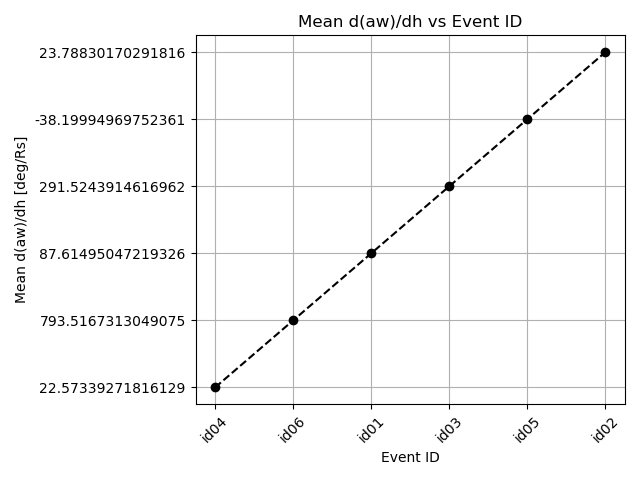 Mean d(aw)/dh vs Event ID
Mean d(aw)/dh [deg/Rs]
23.78830170291816
-38.19994969752361
291.5243914616962
87.61495047219326
793.5167313049075
22.57339271816129
id04 id06 id01 id03 id05 id02
Event ID